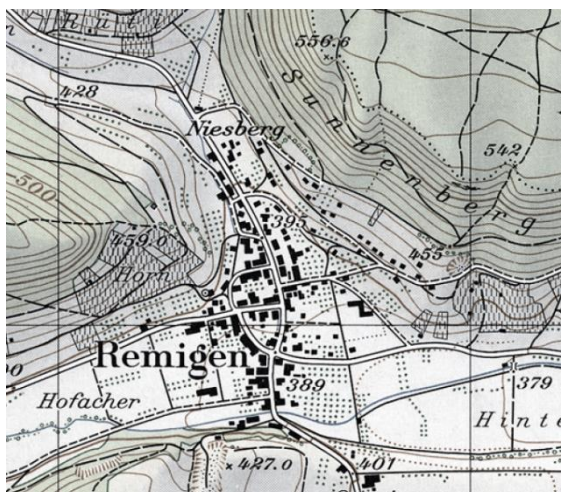 Rüti
556.6
428
Sunnenberg
Niesberg
542
500
395
459.0
455
Horn
Remigen
389
379
Hofacher
Hinte
427.0
401